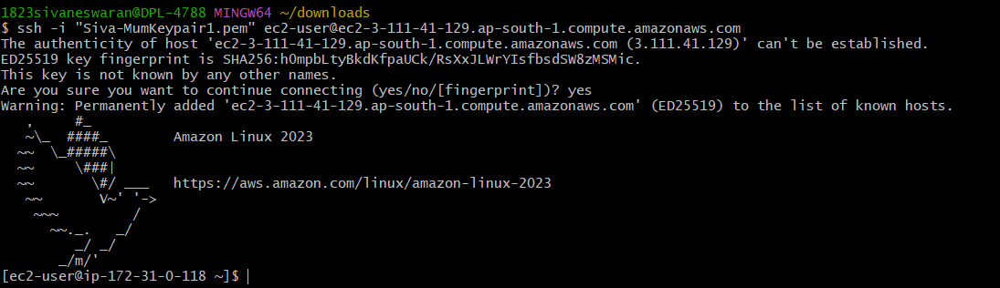 1823sivaneswaran@DPL-4788 MINGW64 ~/downloads
$ ssh -i "Siva-MumKeypair1.pem" ec2-user@ec2-3-111-41-129.ap-south-1.compute.amazonaws.com
The authenticity of host 'ec2-3-111-41-129.ap-south-1.compute.amazonaws.com (3.111.41.129)' can't be established.
ED25519 key fingerprint is SHA256:hOmpbLtyBkdKfpaUCk/RsXxJLWrYIsfbsdSW8zMSMic.
This key is not known by any other names.
Are you sure you want to continue connecting (yes/no/[fingerprint])? yes
Warning: Permanently added 'ec2-3-111-41-129.ap-south-1.compute.amazonaws.com' (ED25519) to the list of known hosts.
   ,     #_
   ~\_  ####_        Amazon Linux 2023
  ~~  \_#####\
  ~~     \###|
  ~~       \#/ ___   https://aws.amazon.com/linux/amazon-linux-2023
   ~~       V~' '->
    ~~~         /
      ~~._.   _/
         _/ _/
       _/m/'
[ec2-user@ip-172-31-0-118 ~]$